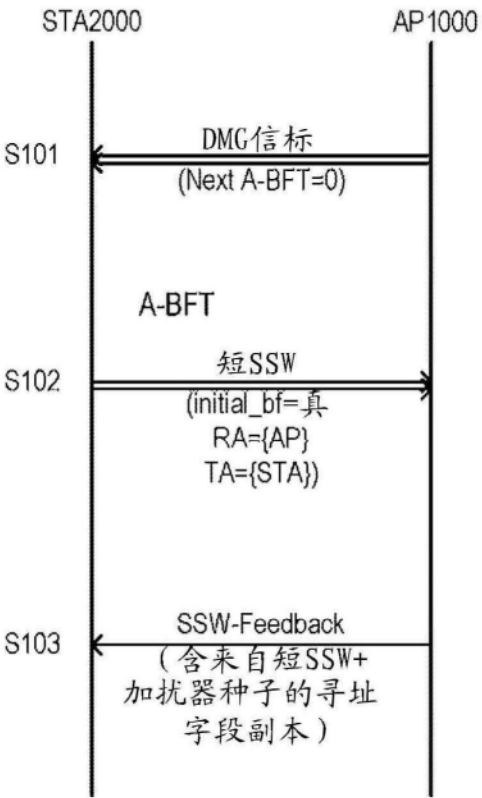 STA2000
AP1000
S101
DMG信标
(Next A-BFT=0)
A-BFT
S102
短SSW
(initial_bf=真
RA={AP}
TA={STA})
S103
SSW-Feedback
(含来自短SSW+
加扰器种子的寻址
字段副本)